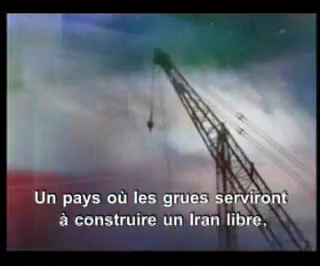 Un pays où les grues serviront
à construire un Iran libre,